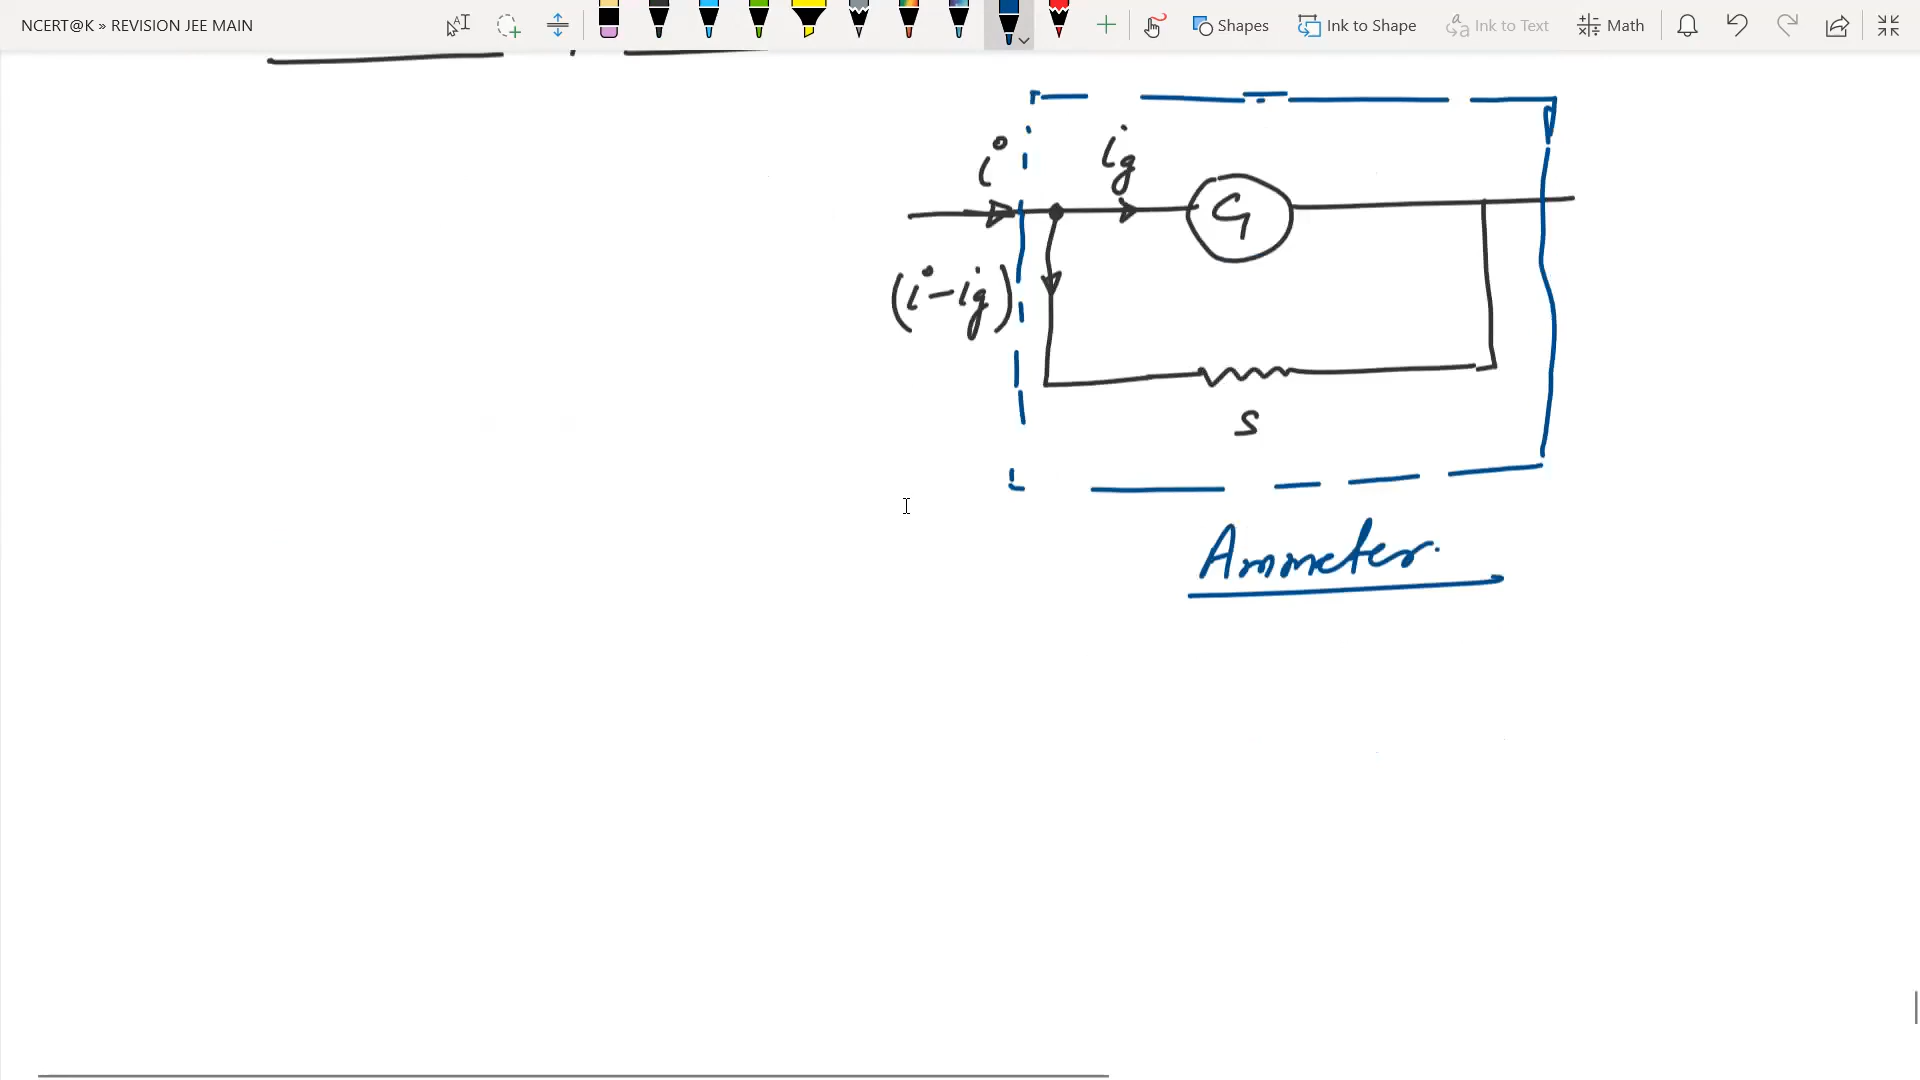 NCERT@K » REVISION JEE MAIN
Shapes
Ink to Shape
Ink to Text
Math
i
ig
G
(i-ig)
S
Ammeter.